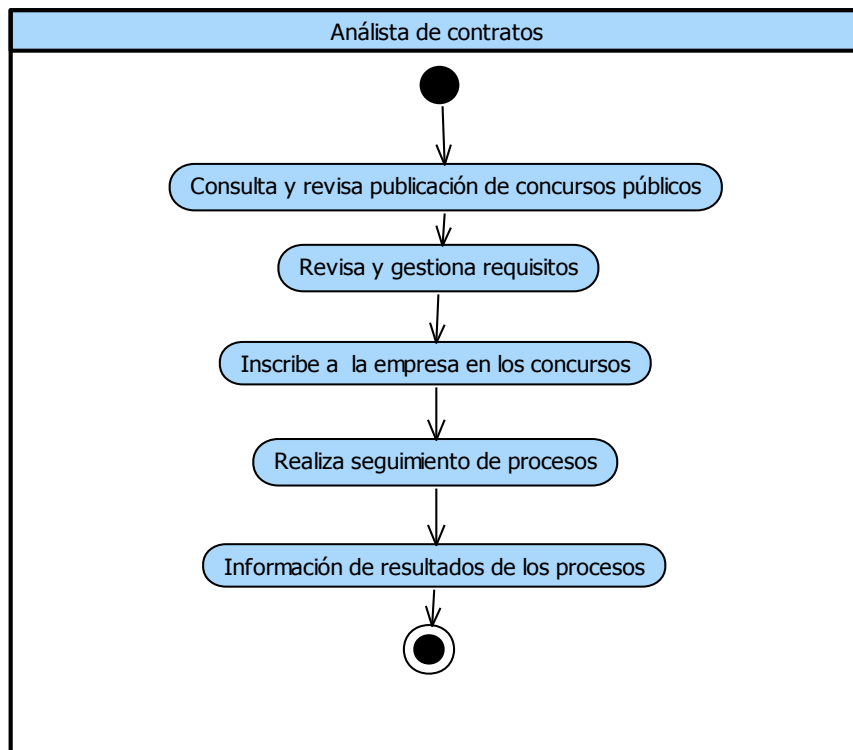 Análista de contratos
Consulta y revisa publicación de concursos públicos
Revisa y gestiona requisitos
Inscribe a  la empresa en los concursos
Realiza seguimiento de procesos
Información de resultados de los procesos